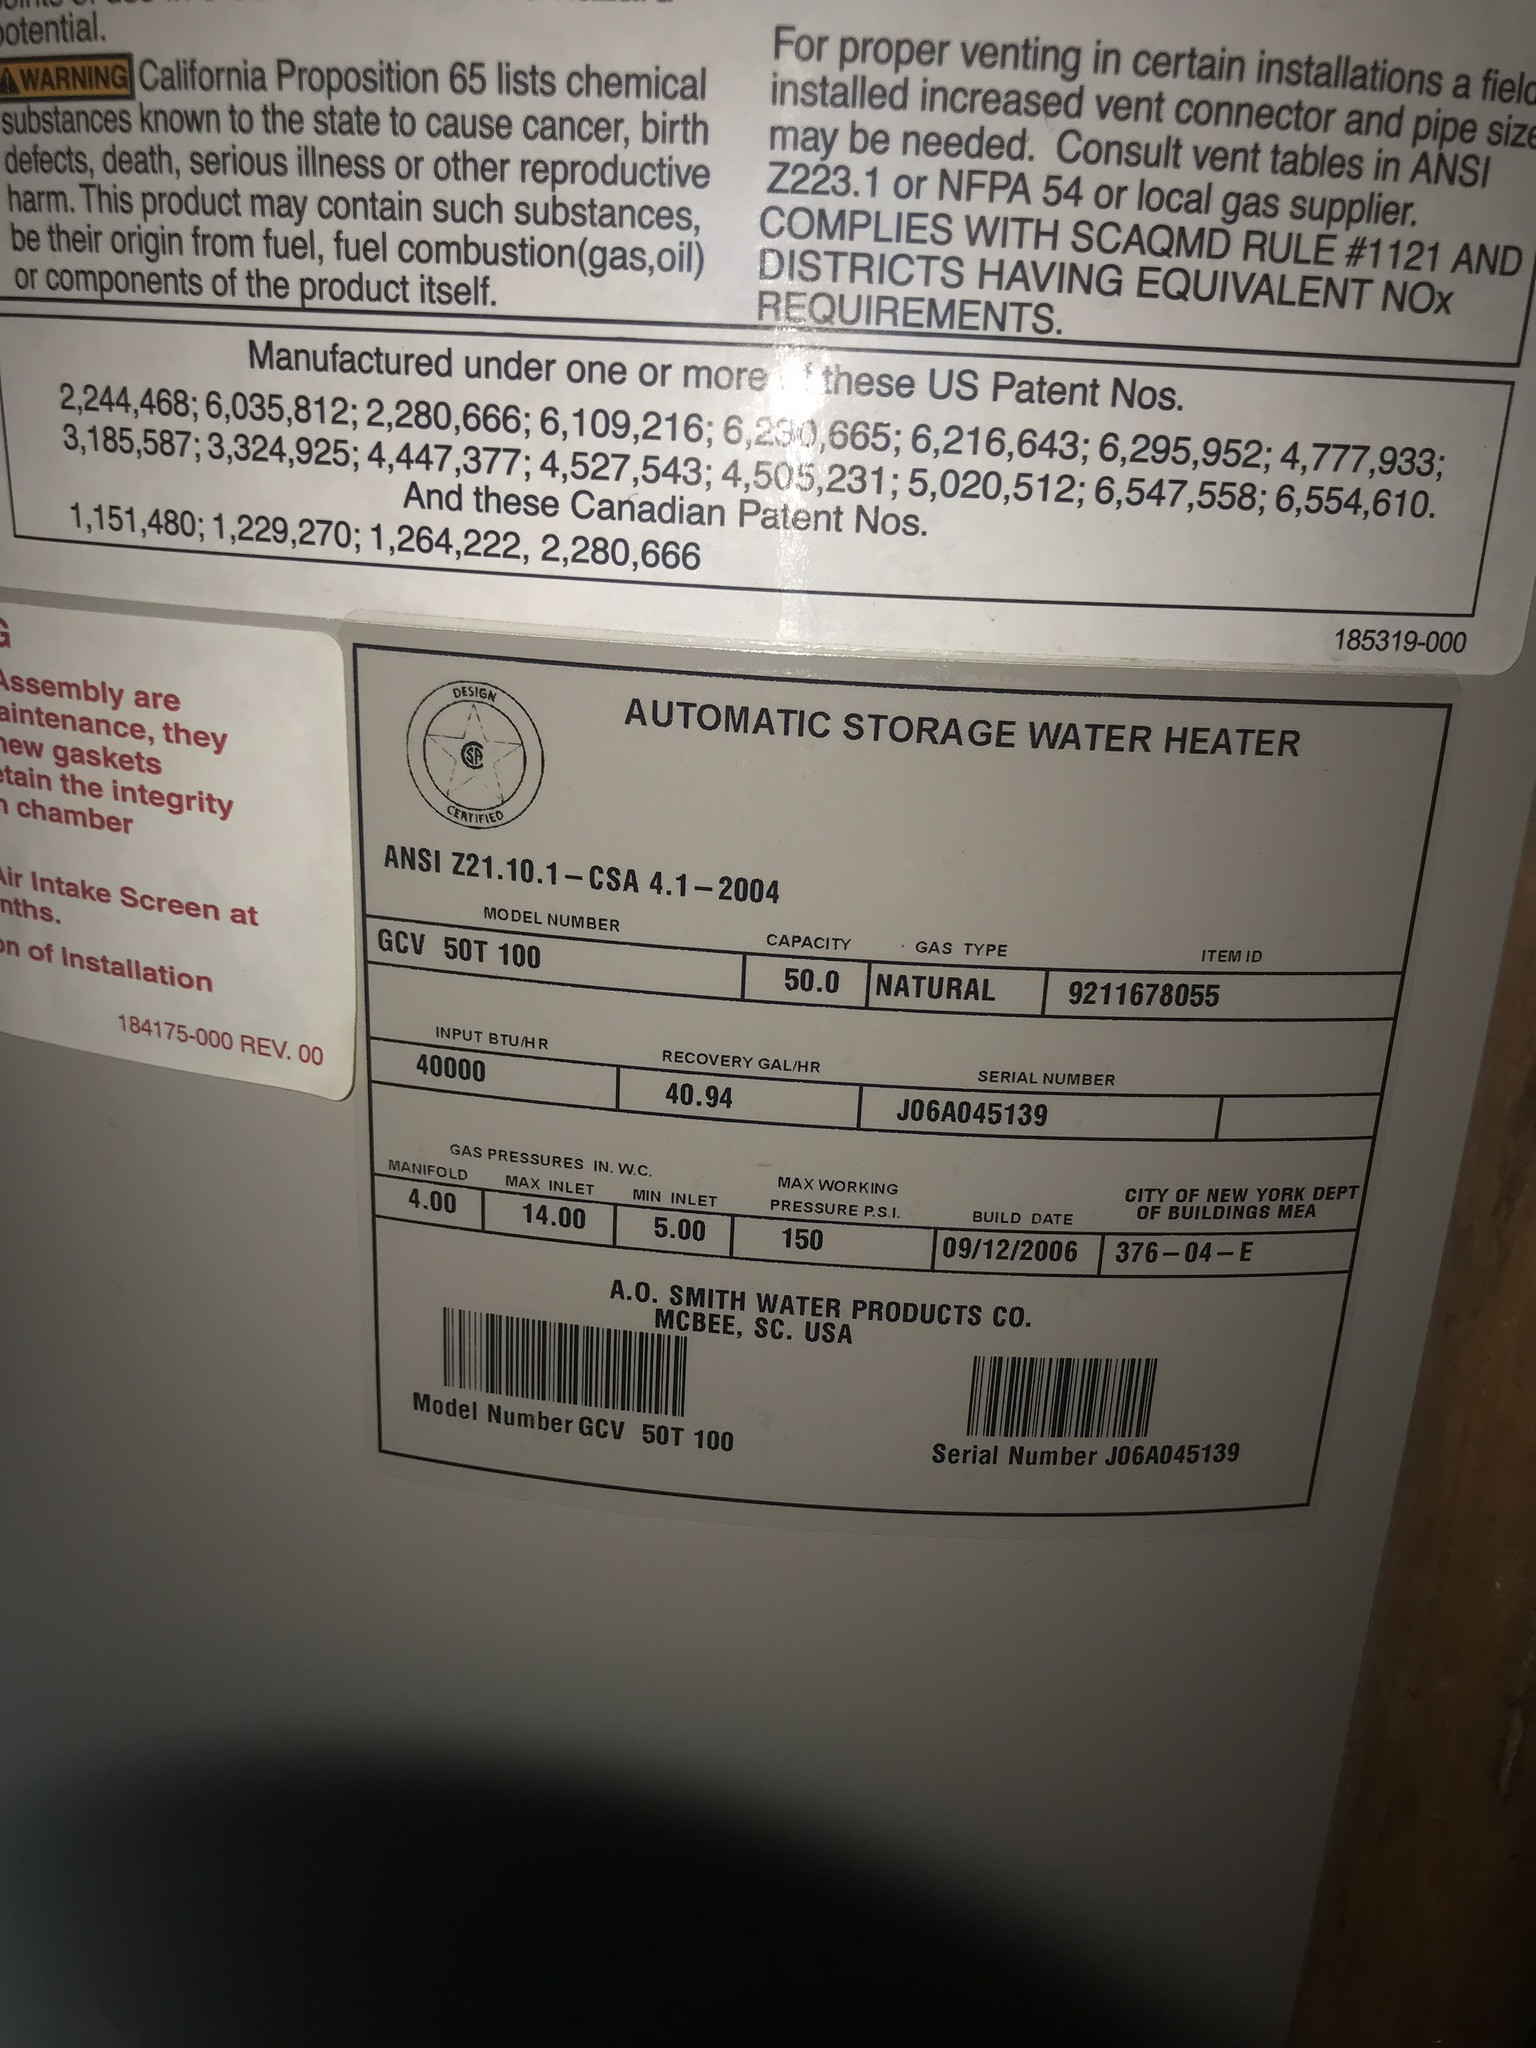 potential.
WARNING California Proposition 65 lists chemical
substances known to the state to cause cancer, birth
defects, death, serious illness or other reproductive
harm. This product may contain such substances,
be their origin from fuel, fuel combustion(gas,oil)
or components of the product itself.
For proper venting in certain installations a field
installed increased vent connector and pipe size
may be needed. Consult vent tables in ANSI
Z223.1 or NFPA 54 or local gas supplier.
COMPLIES WITH SCAQMD RULE #1121 AND
DISTRICTS HAVING EQUIVALENT NOx
REQUIREMENTS.
Manufactured under one or more of these US Patent Nos.
2,244,468; 6,035,812; 2,280,666; 6,109,216; 6,230,665; 6,216,643; 6,295,952; 4,777,933;
3,185,587; 3,324,925; 4,447,377; 4,527,543; 4,505,231; 5,020,512; 6,547,558; 6,554,610.
And these Canadian Patent Nos.
1,151,480; 1,229,270; 1,264,222, 2,280,666
185319-000
G
Assembly are
aintenance, they
new gaskets
etain the integrity
n chamber
Air Intake Screen at
nths.
on of Installation
184175-000 REV. 00
DESIGN
SA
CERTIFIED
AUTOMATIC STORAGE WATER HEATER
ANSI Z21.10.1-CSA 4.1-2004
MODEL NUMBER CAPACITY GAS TYPE ITEM ID
GCV 50T 100 50.0 NATURAL 9211678055
INPUT BTU/HR RECOVERY GAL/HR SERIAL NUMBER
40000 40.94 J06A045139
GAS PRESSURES IN. W.C.
MANIFOLD MAX INLET MIN INLET
MAX WORKING
PRESSURE P.S.I.
BUILD DATE
CITY OF NEW YORK DEPT
OF BUILDINGS MEA
4.00 14.00 5.00 150 09/12/2006 376-04-E
A.O. SMITH WATER PRODUCTS CO.
MCBEE, SC. USA
Model Number GCV 50T 100
Serial Number J06A045139